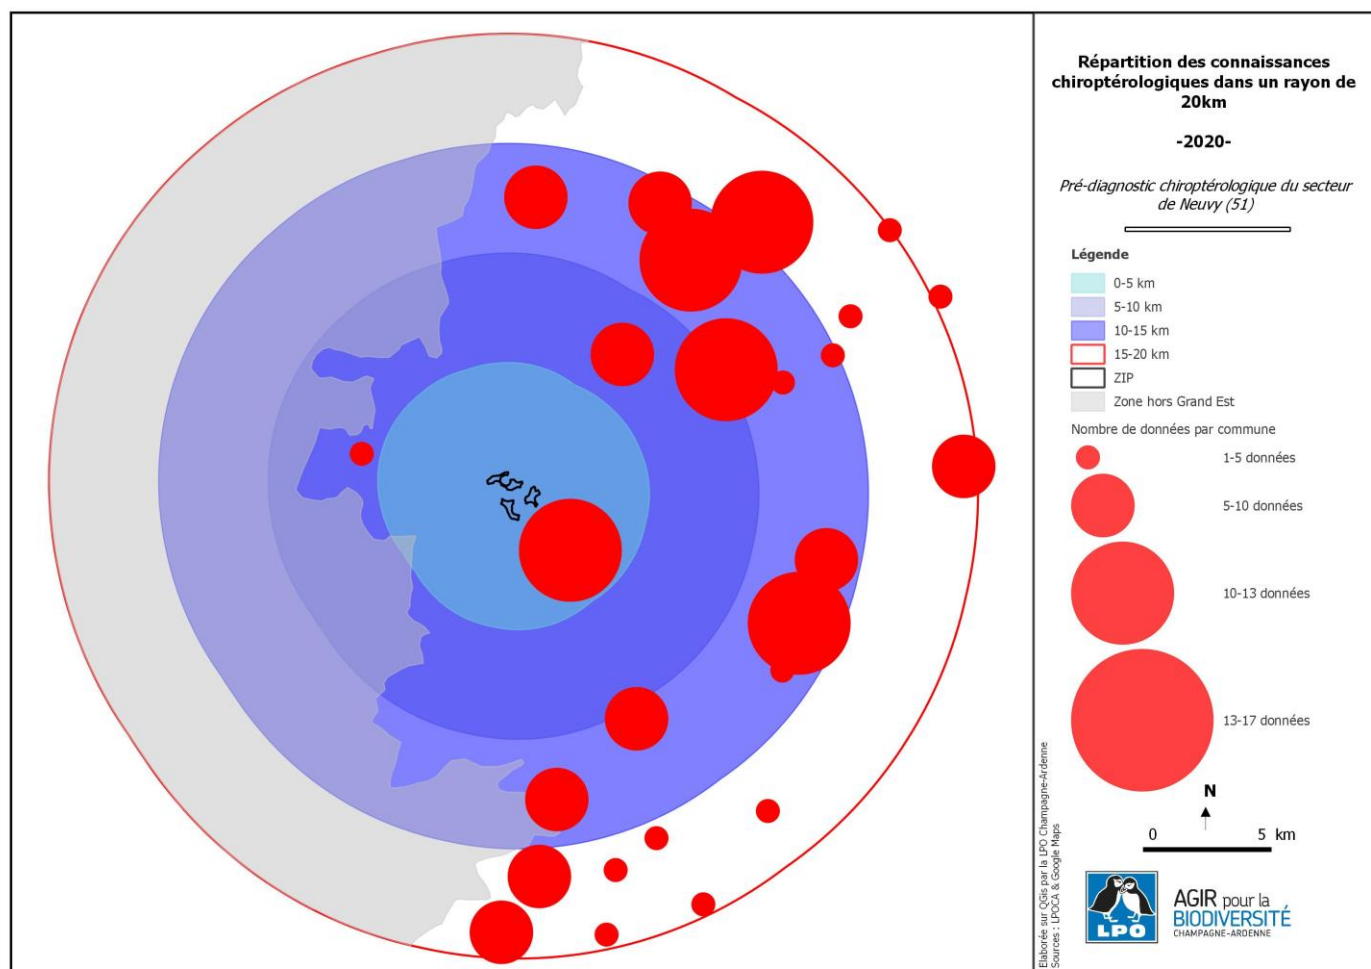 Répartition des connaissances
chiroptérologiques dans un rayon de
20km
-2020-
Pré-diagnostic chiroptérologique du secteur
de Neuvy (51)
Légende
0-5 km
5-10 km
10-15 km
15-20 km
ZIP
Zone hors Grand Est
Nombre de données par commune
1-5 données
5-10 données
10-13 données
13-17 données
N
0 5 km
Elaborée sur QGis par la LPO Champagne-Ardenne
Sources : LPOCA & Google Maps
LPO
AGIR pour la
BIODIVERSITÉ
CHAMPAGNE-ARDENNE